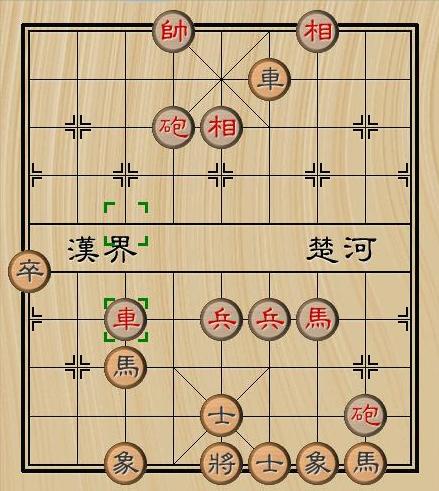 帥 相
車
砲 相
漢界 楚河
卒
車 兵 兵 馬
馬
士 砲
象 將 士 象 馬